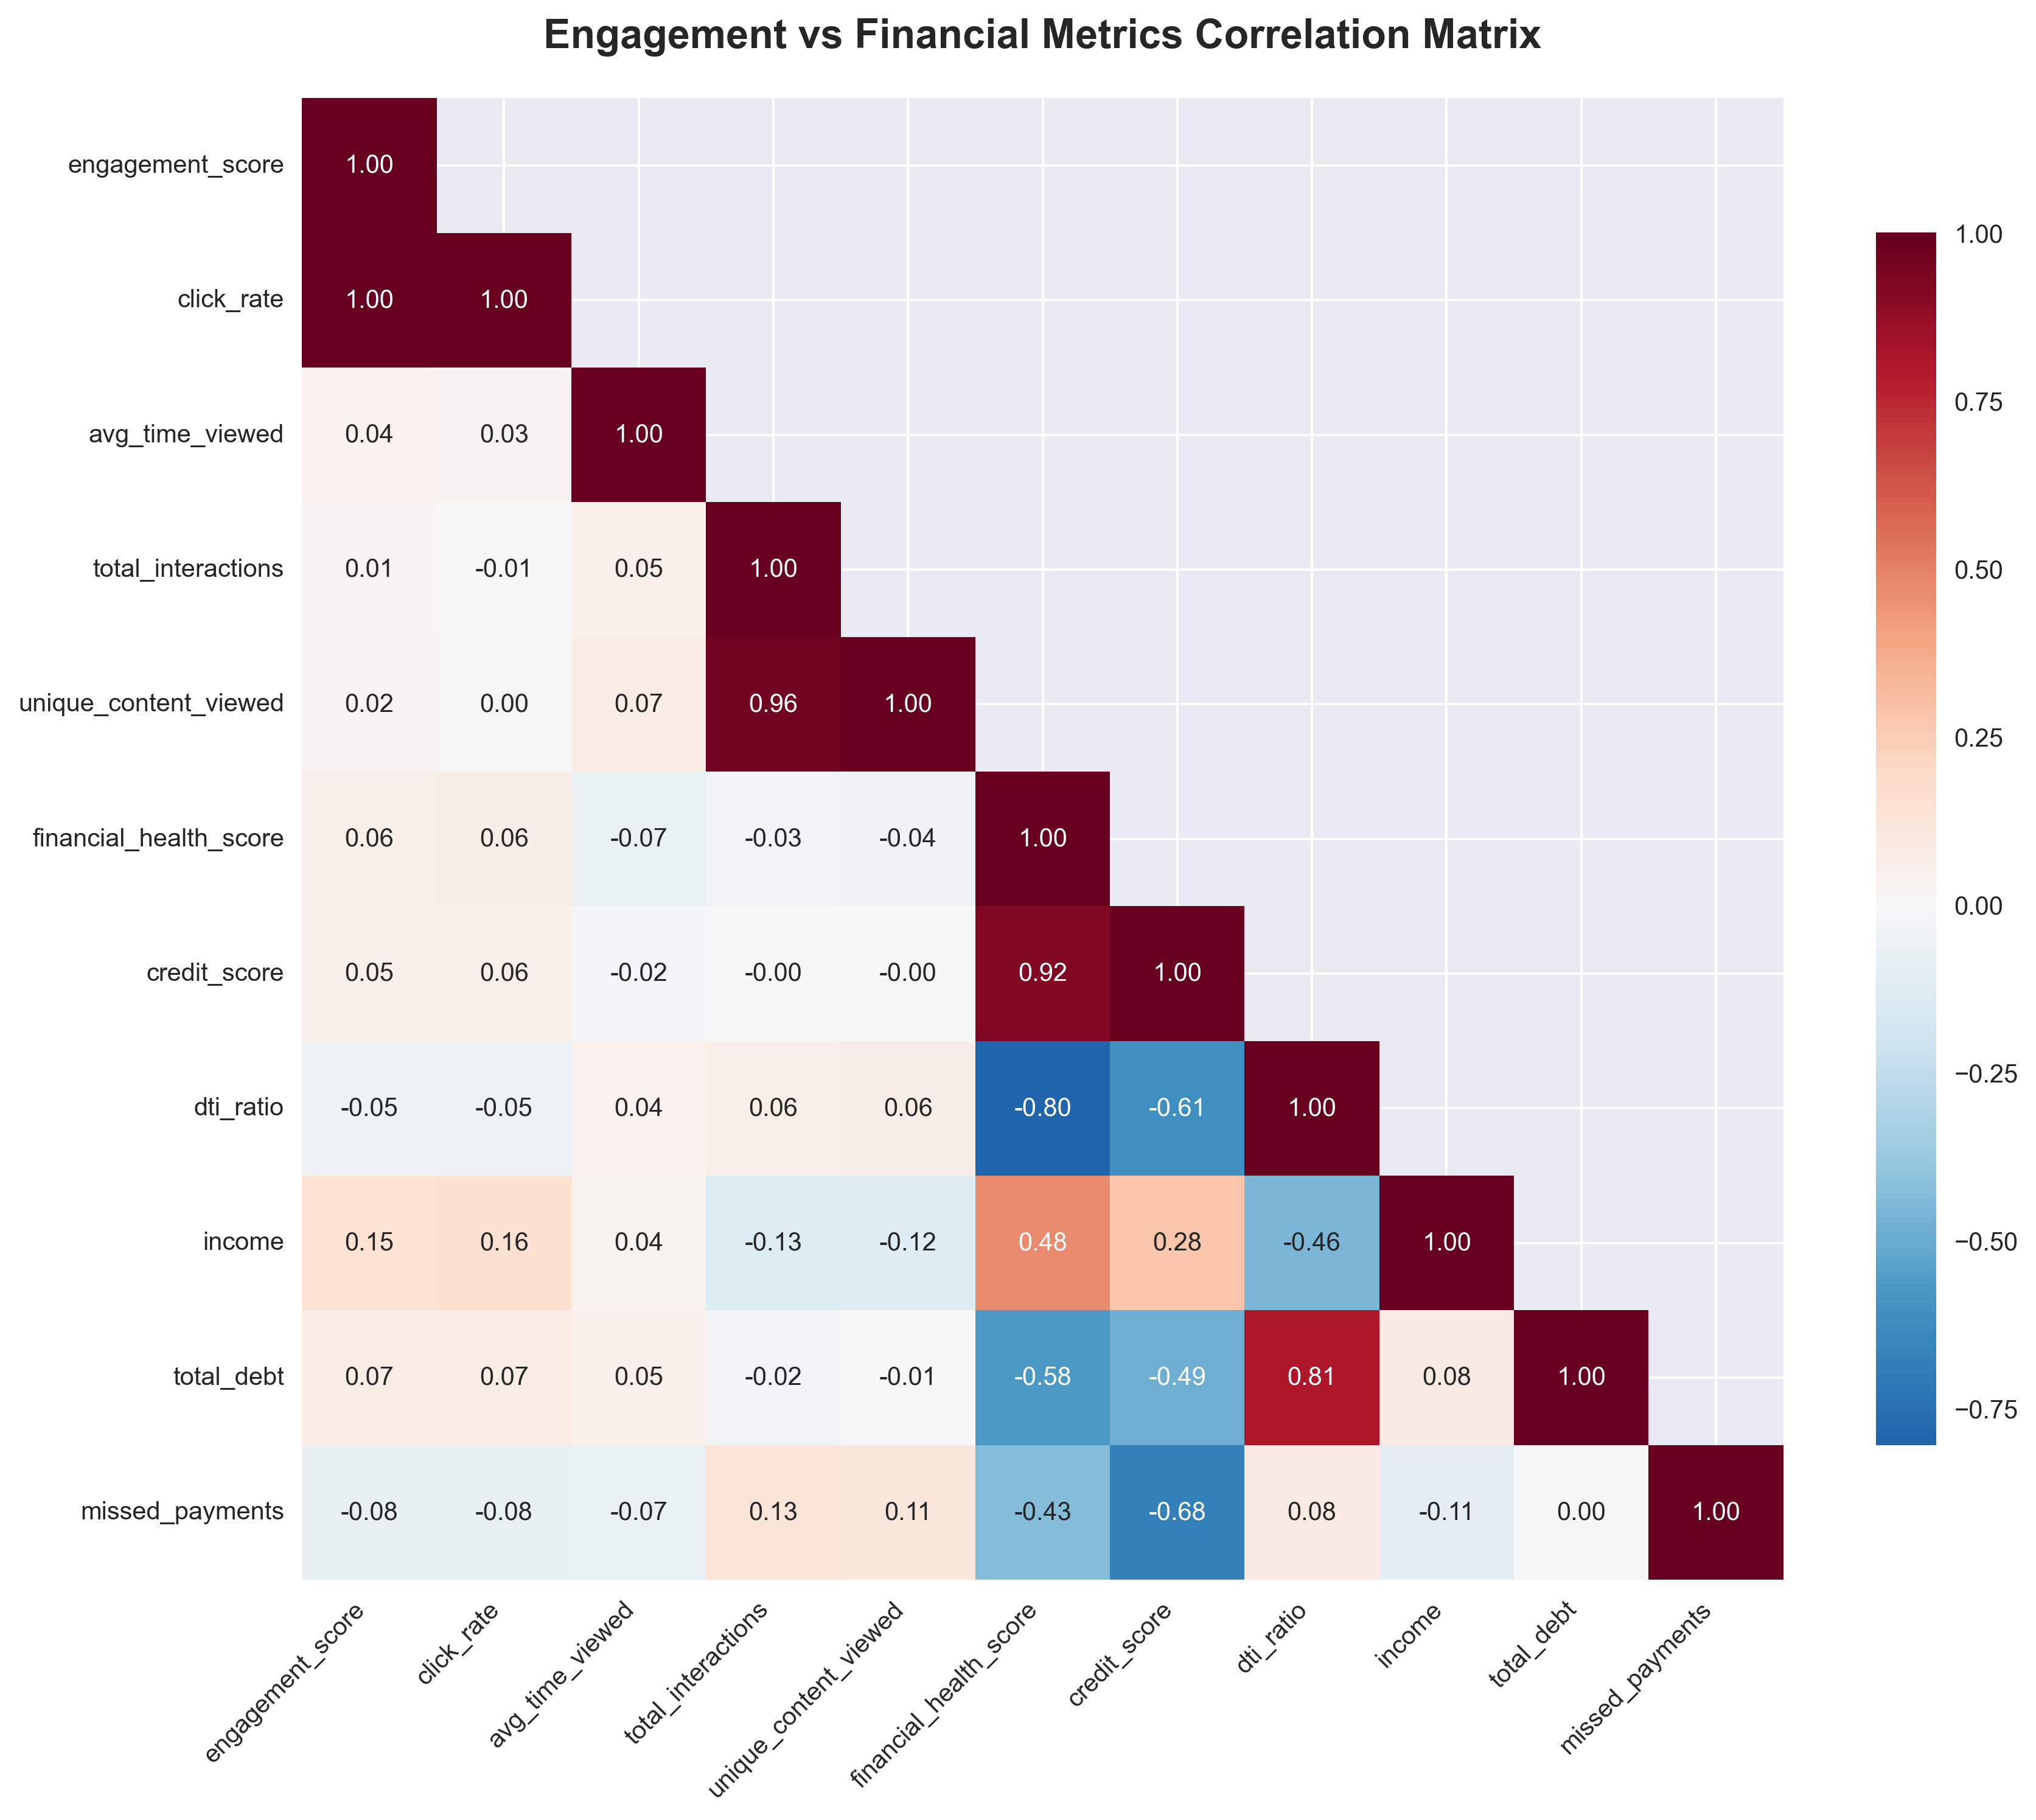 Engagement vs Financial Metrics Correlation Matrix
engagement_score 1.00
click_rate 1.00 1.00
avg_time_viewed 0.04 0.03 1.00
total_interactions 0.01 -0.01 0.05 1.00
unique_content_viewed 0.02 0.00 0.07 0.96 1.00
financial_health_score 0.06 0.06 -0.07 -0.03 -0.04 1.00
credit_score 0.05 0.06 -0.02 -0.00 -0.00 0.92 1.00
dti_ratio -0.05 -0.05 0.04 0.06 0.06 -0.80 -0.61 1.00
income 0.15 0.16 0.04 -0.13 -0.12 0.48 0.28 -0.46 1.00
total_debt 0.07 0.07 0.05 -0.02 -0.01 -0.58 -0.49 0.81 0.08 1.00
missed_payments -0.08 -0.08 -0.07 0.13 0.11 -0.43 -0.68 0.08 -0.11 0.00 1.00
engagement_score
click_rate
avg_time_viewed
total_interactions
unique_content_viewed
financial_health_score
credit_score
dti_ratio
income
total_debt
missed_payments
1.00
0.75
0.50
0.25
0.00
−0.25
−0.50
−0.75